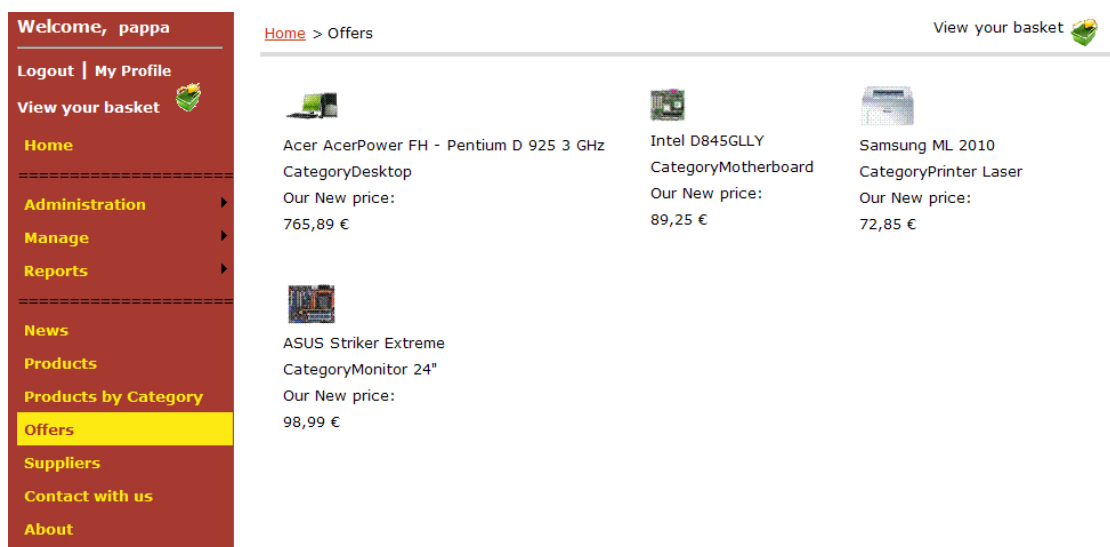 Welcome, pappa
Logout | My Profile
View your basket
Home
=====================
Administration
Manage
Reports
=====================
News
Products
Products by Category
Offers
Suppliers
Contact with us
About
Home > Offers
View your basket
Acer AcerPower FH - Pentium D 925 3 GHz
CategoryDesktop
Our New price:
765,89 €
Intel D845GLLY
CategoryMotherboard
Our New price:
89,25 €
Samsung ML 2010
CategoryPrinter Laser
Our New price:
72,85 €
ASUS Striker Extreme
CategoryMonitor 24"
Our New price:
98,99 €